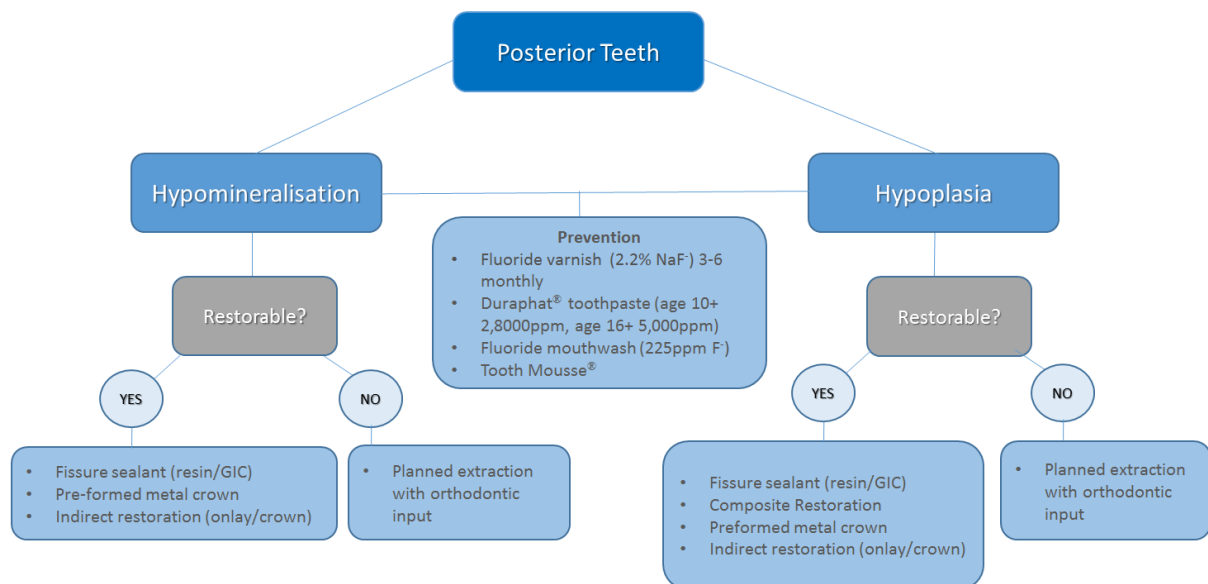 Posterior Teeth
Hypomineralisation
Hypoplasia
Prevention
• Fluoride varnish (2.2% NaF⁻) 3-6
monthly
• Duraphat® toothpaste (age 10+
2,8000ppm, age 16+ 5,000ppm)
• Fluoride mouthwash (225ppm F⁻)
• Tooth Mousse®
Restorable?
Restorable?
YES
NO
YES
NO
• Fissure sealant (resin/GIC)
• Pre-formed metal crown
• Indirect restoration (onlay/crown)
• Planned extraction
with orthodontic
input
• Fissure sealant (resin/GIC)
• Composite Restoration
• Preformed metal crown
• Indirect restoration (onlay/crown)
• Planned extraction
with orthodontic
input